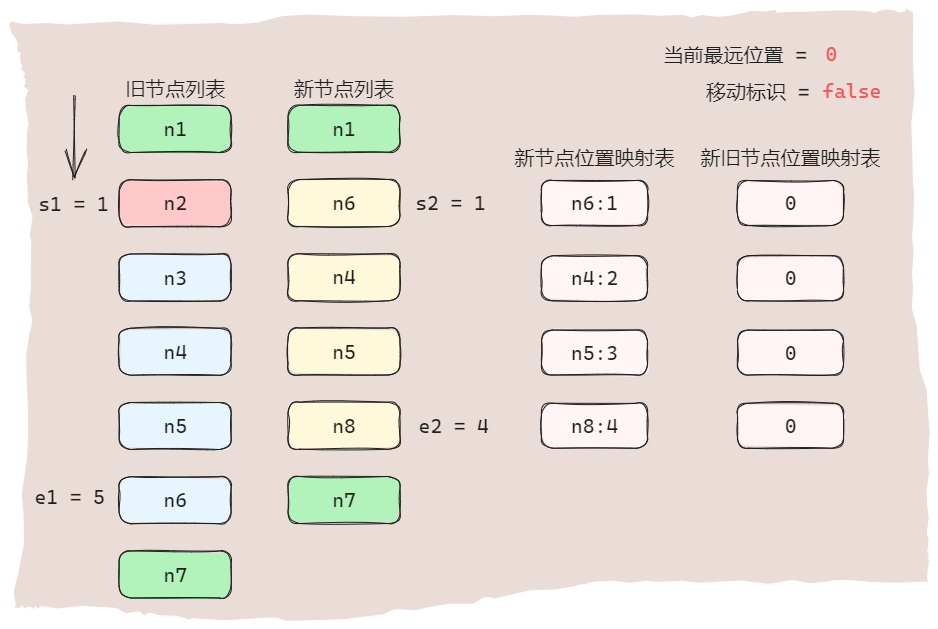 当前最远位置 = 0
移动标识 = false
旧节点列表 新节点列表
n1 n1
新节点位置映射表 新旧节点位置映射表
s1 = 1 n2 n6 s2 = 1 n6:1 0
n3 n4 n4:2 0
n4 n5 n5:3 0
n5 n8 e2 = 4 n8:4 0
e1 = 5 n6 n7
n7